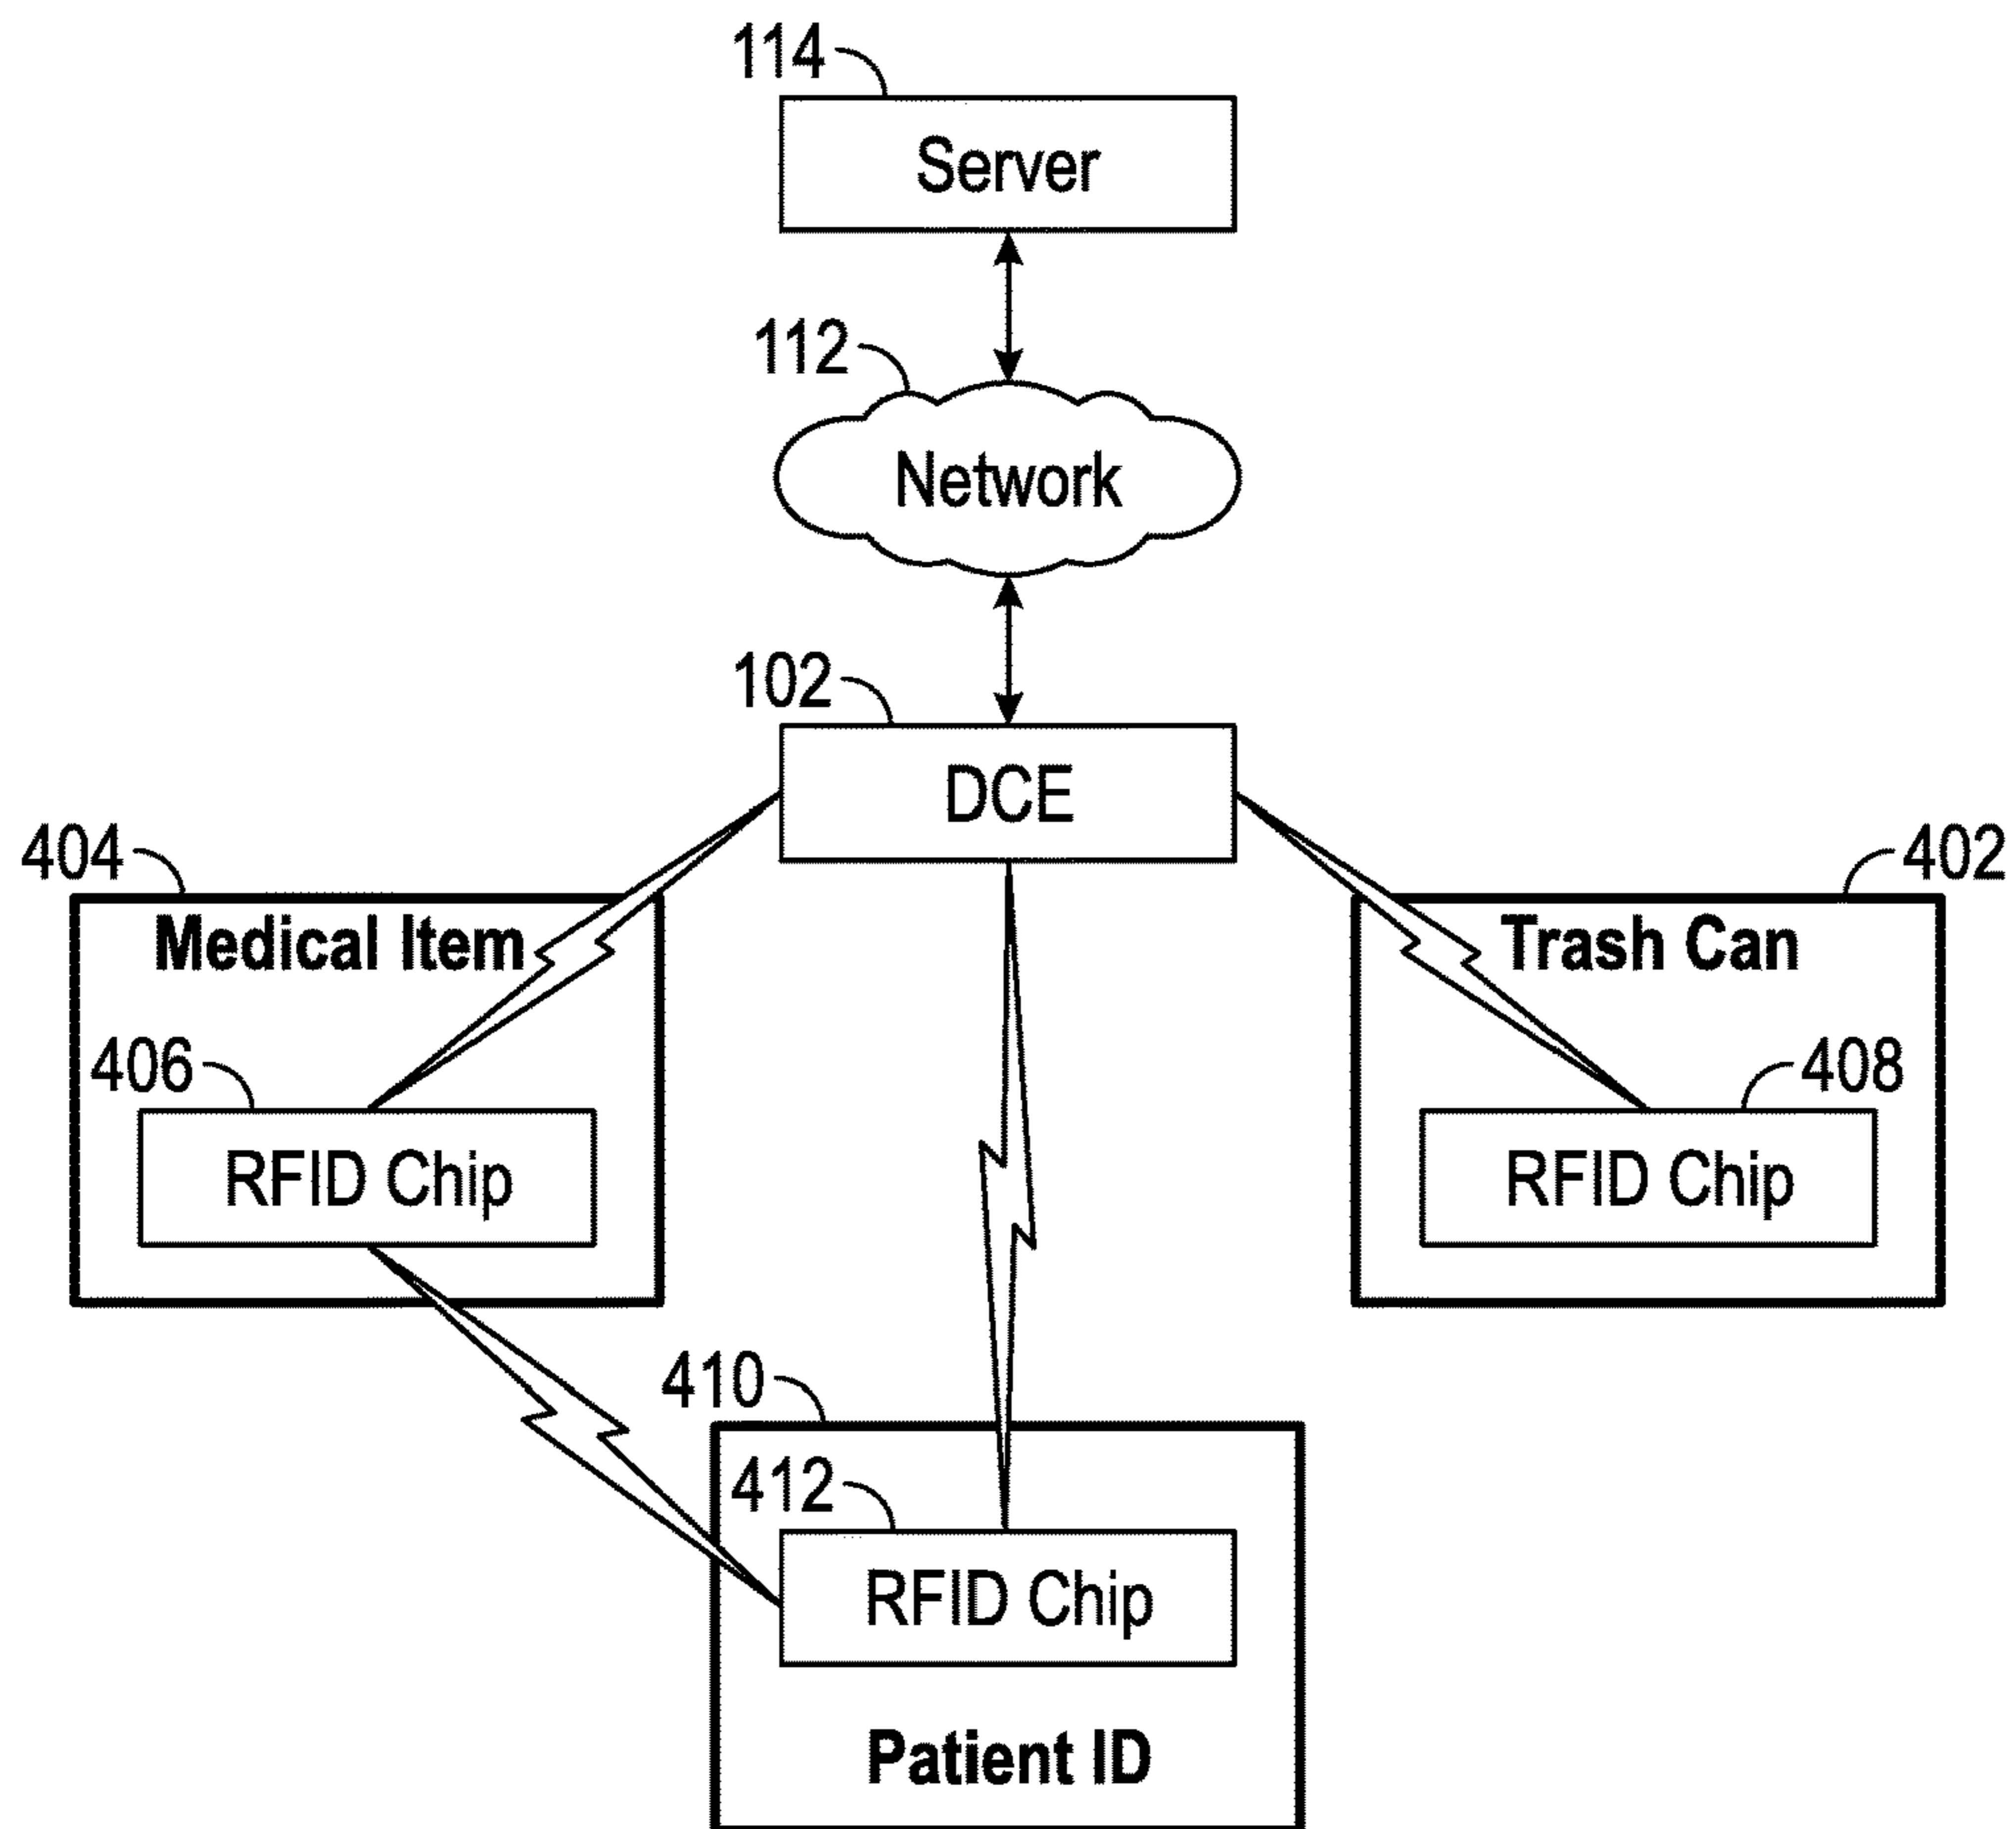 114
Server
112
Network
102
DCE
404
Medical Item
402
Trash Can
406
RFID Chip
408
RFID Chip
410
412
RFID Chip
Patient ID